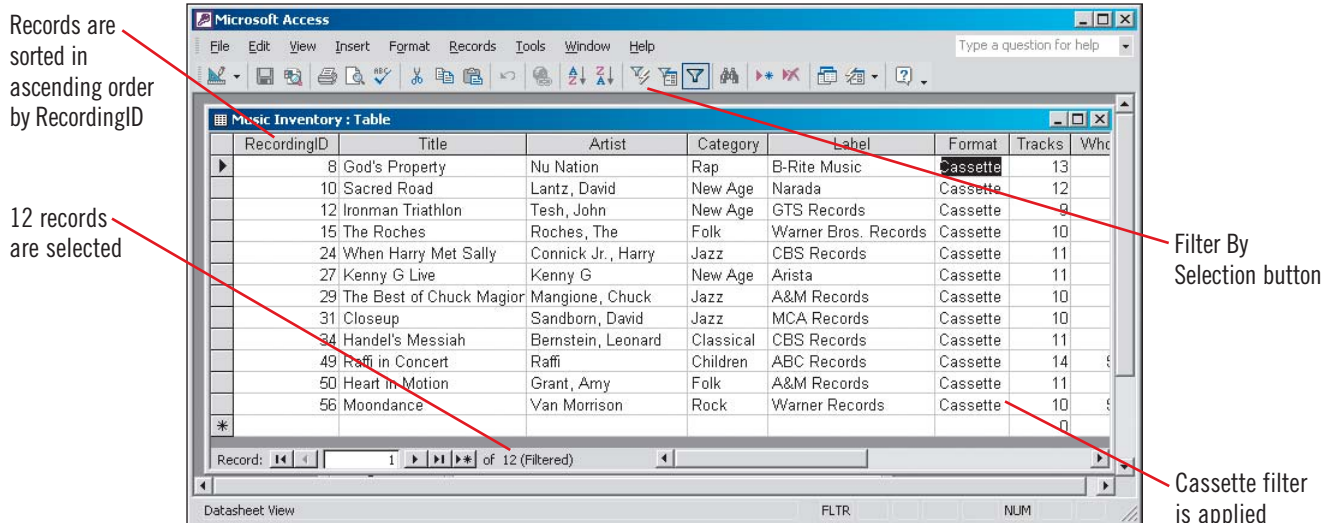 Records are
sorted in
ascending order
by RecordingID
12 records
are selected
Microsoft Access
File Edit View Insert Format Records Tools Window Help
Type a question for help
Music Inventory : Table
RecordingID Title Artist Category Label Format Tracks Who
8 God's Property Nu Nation Rap B-Rite Music Cassette 13
10 Sacred Road Lantz, David New Age Narada Cassette 12
12 Ironman Triathlon Tesh, John New Age GTS Records Cassette 9
15 The Roches Roches, The Folk Warner Bros. Records Cassette 10
24 When Harry Met Sally Connick Jr., Harry Jazz CBS Records Cassette 11
27 Kenny G Live Kenny G New Age Arista Cassette 11
29 The Best of Chuck Magior Mangione, Chuck Jazz A&M Records Cassette 10
31 Closeup Sandborn, David Jazz MCA Records Cassette 10
34 Handel's Messiah Bernstein, Leonard Classical CBS Records Cassette 11
49 Raffi in Concert Raffi Children ABC Records Cassette 14
50 Heart in Motion Grant, Amy Folk A&M Records Cassette 11
56 Moondance Van Morrison Rock Warner Records Cassette 10
0
Record: 1 of 12 (Filtered)
Datasheet View FLTR NUM
Filter By
Selection button
Cassette filter
is applied